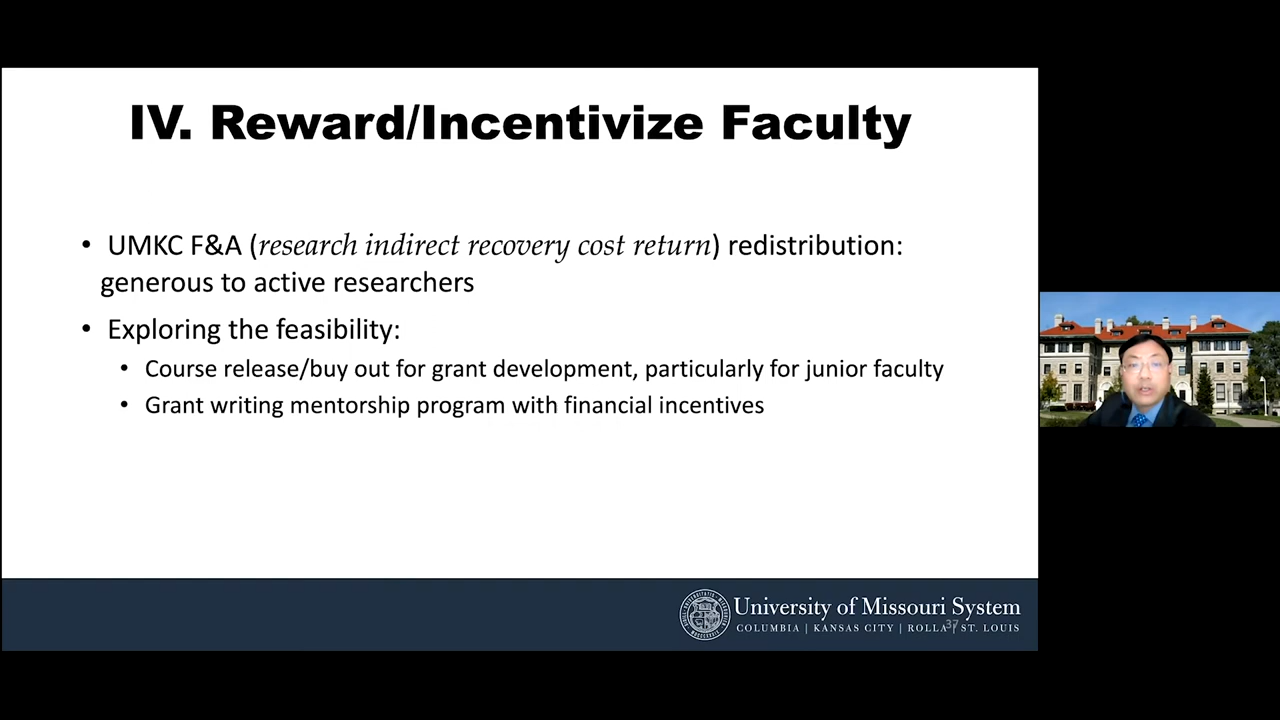 IV. Reward/Incentivize Faculty
• UMKC F&A (research indirect recovery cost return) redistribution:
generous to active researchers
• Exploring the feasibility:
• Course release/buy out for grant development, particularly for junior faculty
• Grant writing mentorship program with financial incentives
University of Missouri System
COLUMBIA | KANSAS CITY | ROLLA | ST. LOUIS
37